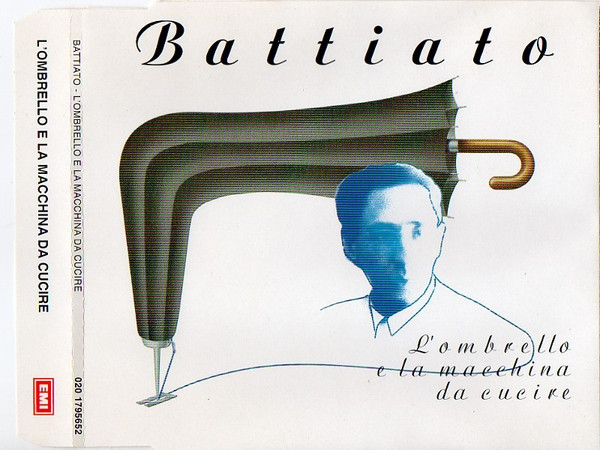 L'OMBRELLO E LA MACCHINA DA CUCIRE
EMI
BATTIATO - L'OMBRELLO E LA MACCHINA DA CUCIRE
020 1795652
Battiato
L'ombrello
e la macchina
da cucire